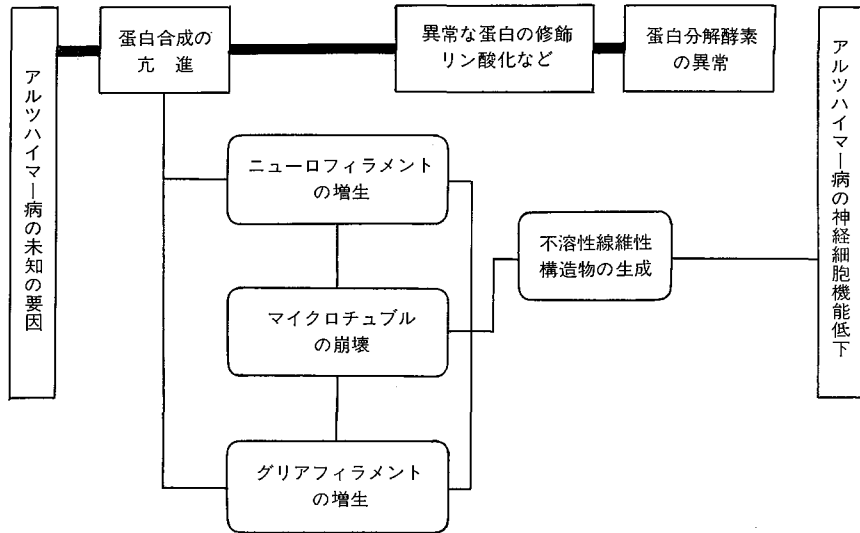 アルツハイマー病の未知の要因
蛋白合成の
亢　進
異常な蛋白の修飾
リン酸化など
蛋白分解酵素
の異常
ニューロフィラメント
の増生
マイクロチュブル
の崩壊
グリアフィラメント
の増生
不溶性線維性
構造物の生成
アルツハイマー病の神経細胞機能低下